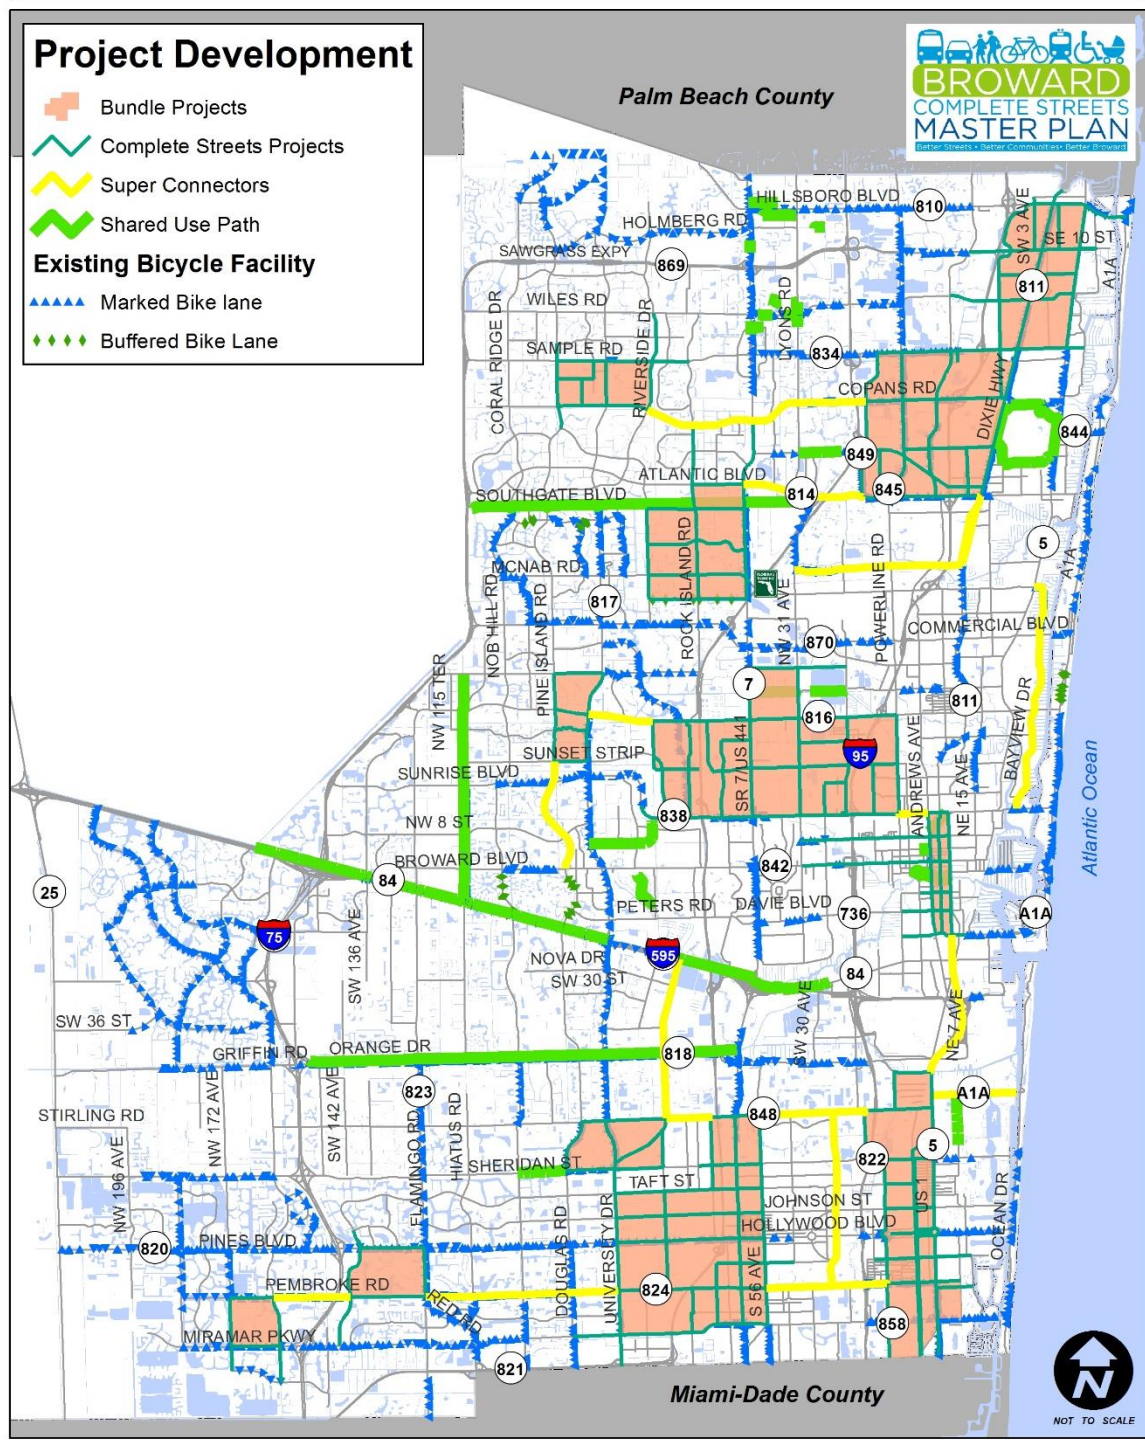 Project Development
Bundle Projects
Complete Streets Projects
Super Connectors
Shared Use Path
Existing Bicycle Facility
Marked Bike lane
Buffered Bike Lane
Palm Beach County
BROWARD
COMPLETE STREETS
MASTER PLAN
Better Streets • Better Communities • Better Broward
HILLSBORO BLVD
810
HOLMBERG RD
SW 3 AVE
SE 10 ST
SAWGRASS EXPY
869
A1A
811
WILES RD
LYONS RD
CORAL RIDGE DR
RIVERSIDE DR
SAMPLE RD
834
COPANS RD
DIXIE HWY
844
849
ATLANTIC BLVD
SOUTHGATE BLVD
814
845
ROCK ISLAND RD
5
A1A
MCNAB RD
NOB HILL RD
PINE ISLAND RD
817
NW 31 AVE
POWERLINE RD
COMMERCIAL BLVD
870
NW 115 TER
7
811
816
BAYVIEW DR
SUNSET STRIP
SR 7/US 441
95
ANDREWS AVE
NE 15 AVE
SUNRISE BLVD
838
NW 8 ST
Atlantic Ocean
BROWARD BLVD
842
84
25
PETERS RD
DAVIE BLVD
736
A1A
75
SW 136 AVE
595
NOVA DR
SW 30 ST
84
SW 36 ST
SW 30 AVE
NE 7 AVE
GRIFFIN RD
ORANGE DR
818
823
A1A
STIRLING RD
NW 172 AVE
SW 142 AVE
FLAMINGO RD
HIATUS RD
848
5
NW 196 AVE
SHERIDAN ST
822
TAFT ST
JOHNSON ST
HOLLYWOOD BLVD
US 1
OCEAN DR
820
PINES BLVD
DOUGLAS RD
UNIVERSITY DR
S 56 AVE
PEMBROKE RD
824
RED RD
MIRAMAR PKWY
858
821
Miami-Dade County
N
NOT TO SCALE